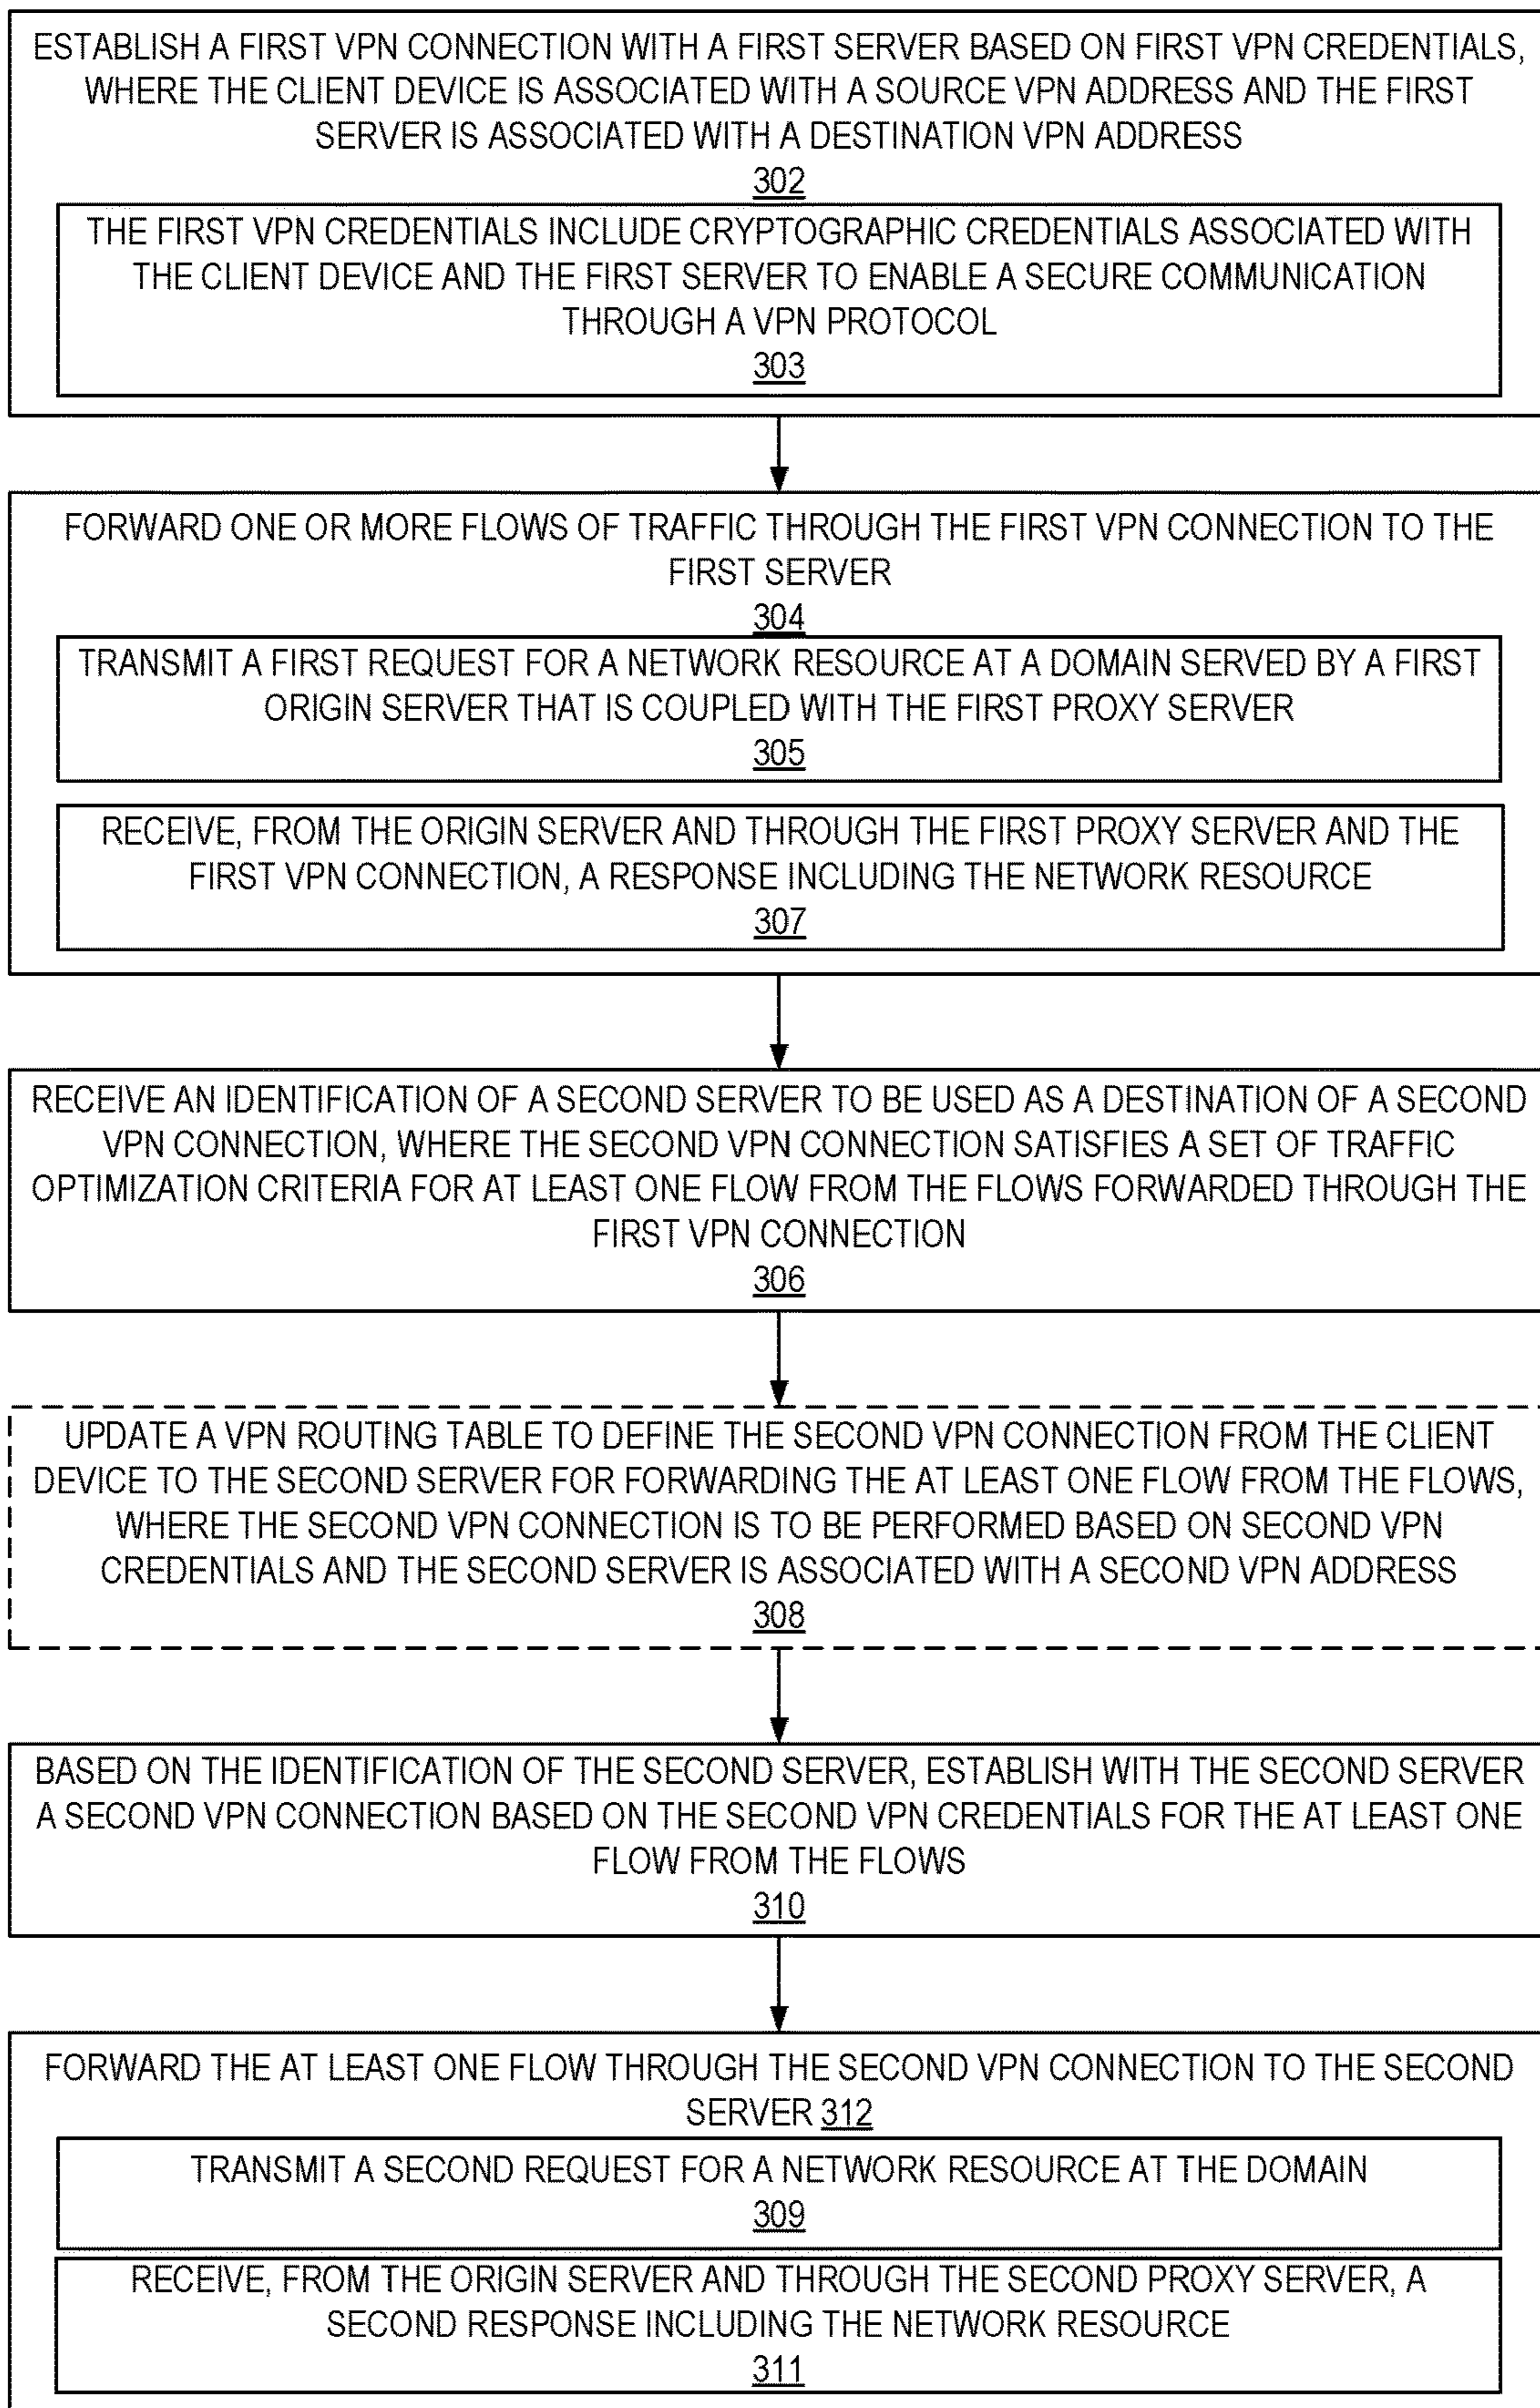 ESTABLISH A FIRST VPN CONNECTION WITH A FIRST SERVER BASED ON FIRST VPN CREDENTIALS,
WHERE THE CLIENT DEVICE IS ASSOCIATED WITH A SOURCE VPN ADDRESS AND THE FIRST
SERVER IS ASSOCIATED WITH A DESTINATION VPN ADDRESS
302
THE FIRST VPN CREDENTIALS INCLUDE CRYPTOGRAPHIC CREDENTIALS ASSOCIATED WITH
THE CLIENT DEVICE AND THE FIRST SERVER TO ENABLE A SECURE COMMUNICATION
THROUGH A VPN PROTOCOL
303
FORWARD ONE OR MORE FLOWS OF TRAFFIC THROUGH THE FIRST VPN CONNECTION TO THE
FIRST SERVER
304
TRANSMIT A FIRST REQUEST FOR A NETWORK RESOURCE AT A DOMAIN SERVED BY A FIRST
ORIGIN SERVER THAT IS COUPLED WITH THE FIRST PROXY SERVER
305
RECEIVE, FROM THE ORIGIN SERVER AND THROUGH THE FIRST PROXY SERVER AND THE
FIRST VPN CONNECTION, A RESPONSE INCLUDING THE NETWORK RESOURCE
307
RECEIVE AN IDENTIFICATION OF A SECOND SERVER TO BE USED AS A DESTINATION OF A SECOND
VPN CONNECTION, WHERE THE SECOND VPN CONNECTION SATISFIES A SET OF TRAFFIC
OPTIMIZATION CRITERIA FOR AT LEAST ONE FLOW FROM THE FLOWS FORWARDED THROUGH THE
FIRST VPN CONNECTION
306
UPDATE A VPN ROUTING TABLE TO DEFINE THE SECOND VPN CONNECTION FROM THE CLIENT
DEVICE TO THE SECOND SERVER FOR FORWARDING THE AT LEAST ONE FLOW FROM THE FLOWS,
WHERE THE SECOND VPN CONNECTION IS TO BE PERFORMED BASED ON SECOND VPN
CREDENTIALS AND THE SECOND SERVER IS ASSOCIATED WITH A SECOND VPN ADDRESS
308
BASED ON THE IDENTIFICATION OF THE SECOND SERVER, ESTABLISH WITH THE SECOND SERVER
A SECOND VPN CONNECTION BASED ON THE SECOND VPN CREDENTIALS FOR THE AT LEAST ONE
FLOW FROM THE FLOWS
310
FORWARD THE AT LEAST ONE FLOW THROUGH THE SECOND VPN CONNECTION TO THE SECOND
SERVER 312
TRANSMIT A SECOND REQUEST FOR A NETWORK RESOURCE AT THE DOMAIN
309
RECEIVE, FROM THE ORIGIN SERVER AND THROUGH THE SECOND PROXY SERVER, A
SECOND RESPONSE INCLUDING THE NETWORK RESOURCE
311